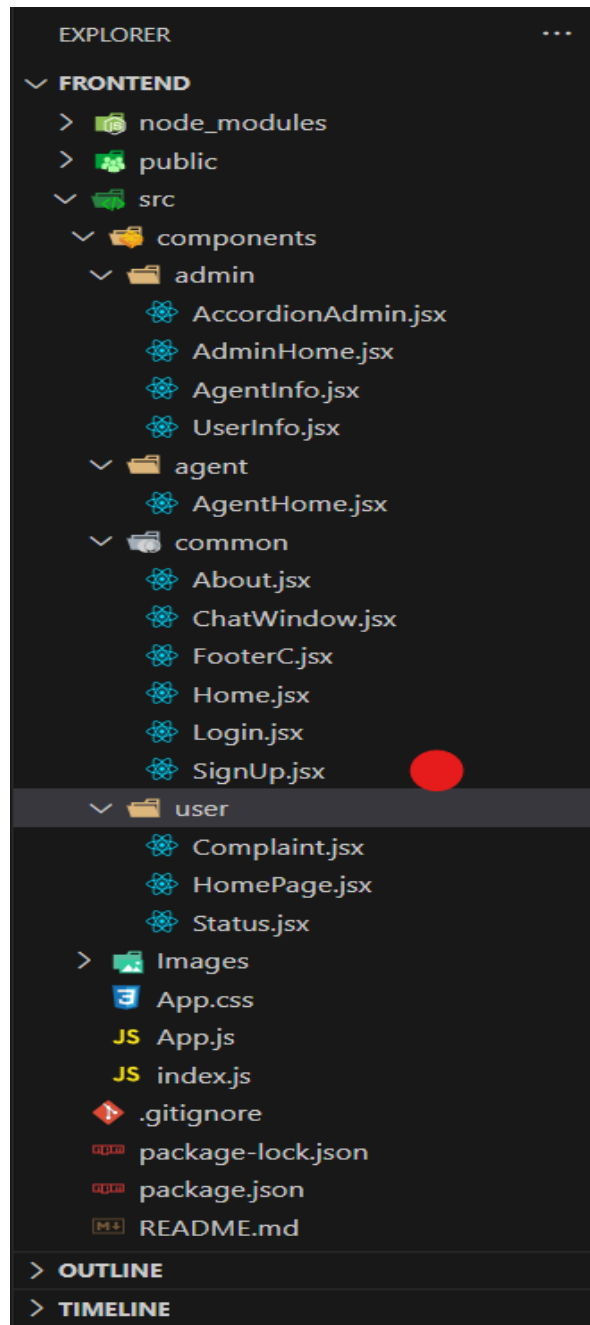 EXPLORER
FRONTEND
node_modules
public
src
components
admin
AccordionAdmin.jsx
AdminHome.jsx
AgentInfo.jsx
UserInfo.jsx
agent
AgentHome.jsx
common
About.jsx
ChatWindow.jsx
FooterC.jsx
Home.jsx
Login.jsx
SignUp.jsx
user
Complaint.jsx
HomePage.jsx
Status.jsx
Images
App.css
JS App.js
JS index.js
.gitignore
package-lock.json
package.json
README.md
OUTLINE
TIMELINE